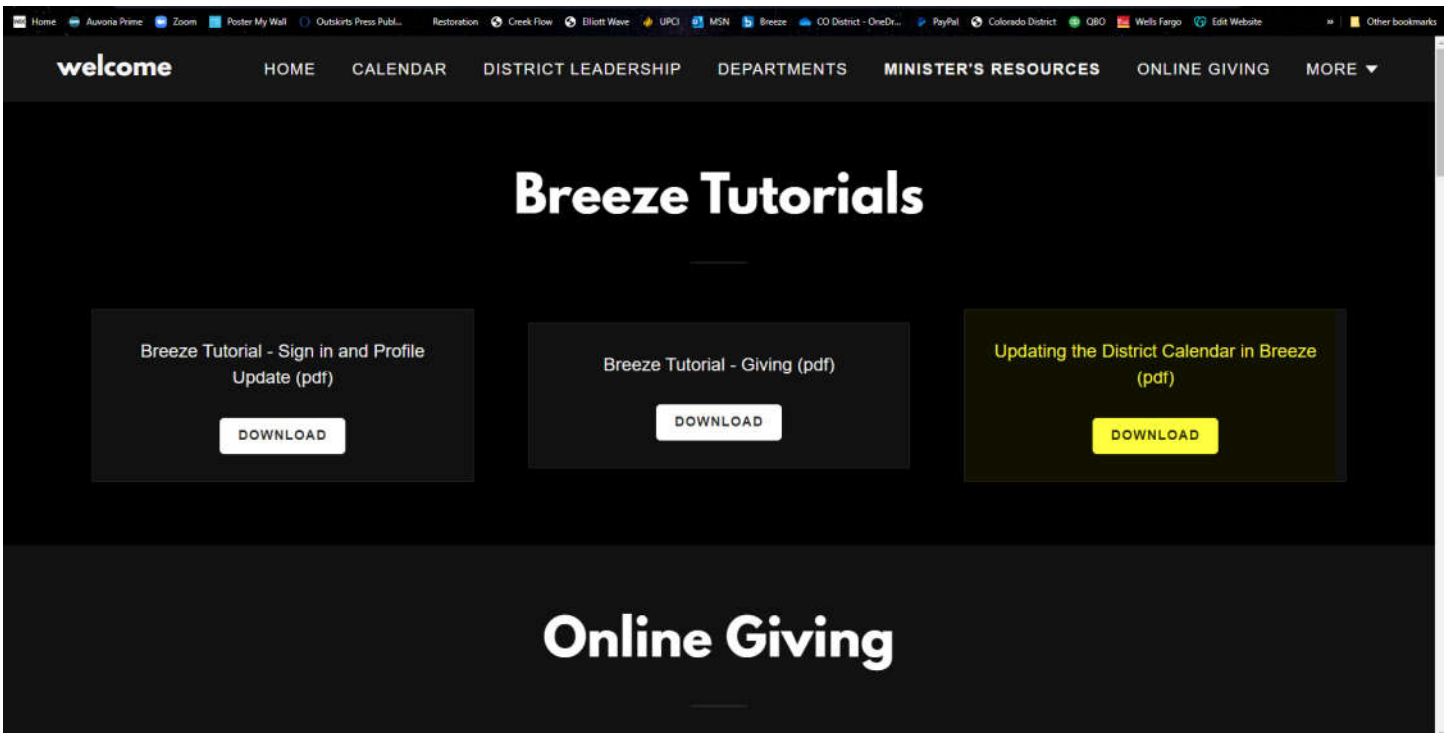 Home Auvoria Prime Zoom Poster My Wall Outskirts Press Publ... Restoration Creek Flow Elliott Wave UPCI MSN Breeze CO District - OneDr... PayPal Colorado District QBO Wells Fargo Edit Website » Other bookmarks
welcome HOME CALENDAR DISTRICT LEADERSHIP DEPARTMENTS MINISTER'S RESOURCES ONLINE GIVING MORE
Breeze Tutorials
Breeze Tutorial - Sign in and Profile
Update (pdf)
DOWNLOAD
Breeze Tutorial - Giving (pdf)
DOWNLOAD
Updating the District Calendar in Breeze
(pdf)
DOWNLOAD
Online Giving